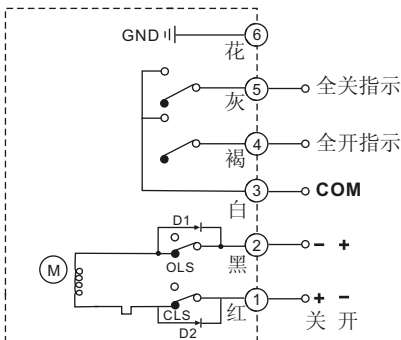 GND 6
花
5 全关指示
灰
4 全开指示
褐
3 COM
白
D1
2 − +
OLS 黑
M
1 + −
CLS 红 关 开
D2